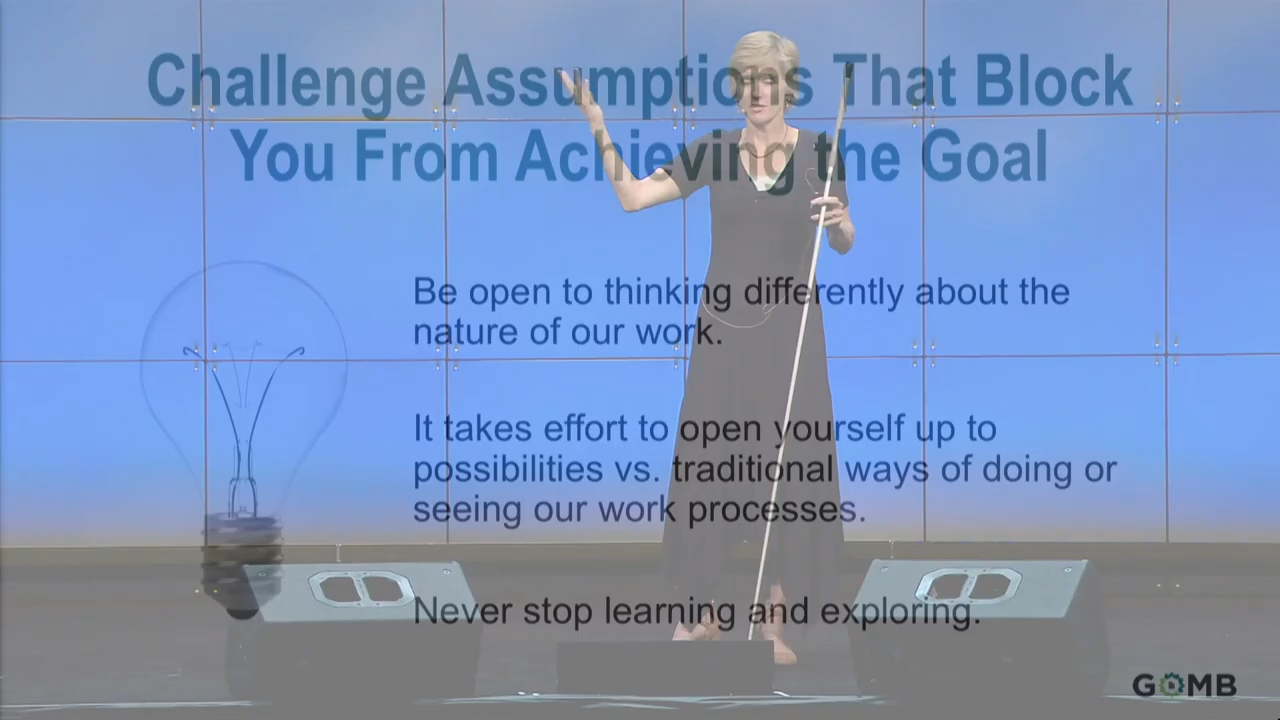 Challenge Assumptions That Block
You From Achieving the Goal
Be open to thinking differently about the
nature of our work.
It takes effort to open yourself up to
possibilities vs. traditional ways of doing or
seeing our work processes.
Never stop learning and exploring.
GOMB